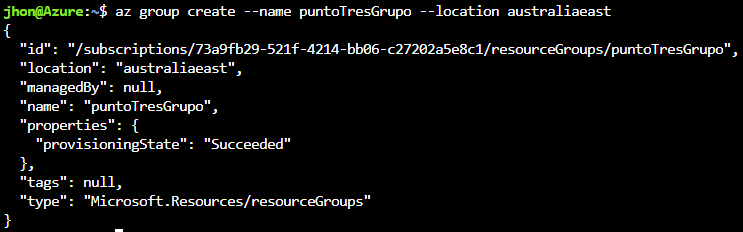 jhon@Azure:~$ az group create --name puntoTresGrupo --location australiaeast
{
  "id": "/subscriptions/73a9fb29-521f-4214-bb06-c27202a5e8c1/resourceGroups/puntoTresGrupo",
  "location": "australiaeast",
  "managedBy": null,
  "name": "puntoTresGrupo",
  "properties": {
    "provisioningState": "Succeeded"
  },
  "tags": null,
  "type": "Microsoft.Resources/resourceGroups"
}